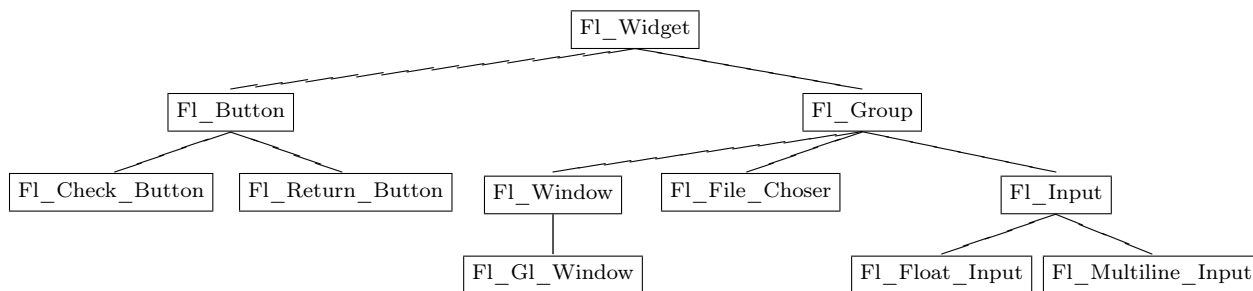 Fl_Widget
Fl_Button
Fl_Group
Fl_Check_Button
Fl_Return_Button
Fl_Window
Fl_File_Choser
Fl_Input
Fl_Gl_Window
Fl_Float_Input
Fl_Multiline_Input